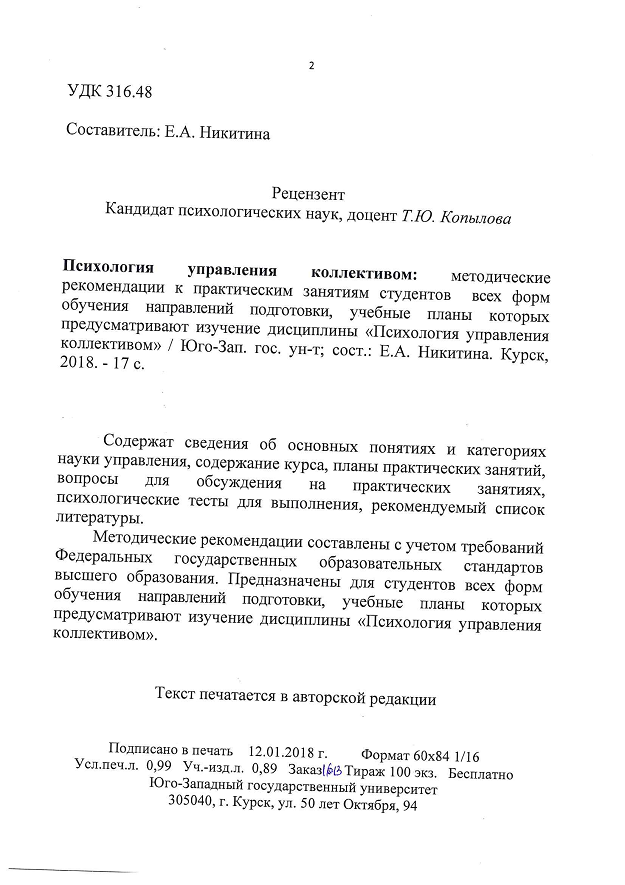 2
УДК 316.48
Составитель: Е.А. Никитина
Рецензент
Кандидат психологических наук, доцент Т.Ю. Копылова
Психология управления коллективом: методические
рекомендации к практическим занятиям студентов всех форм
обучения направлений подготовки, учебные планы которых
предусматривают изучение дисциплины «Психология управления
коллективом» / Юго-Зап. гос. ун-т; сост.: Е.А. Никитина. Курск,
2018. - 17 с.
Содержат сведения об основных понятиях и категориях
науки управления, содержание курса, планы практических занятий,
вопросы для обсуждения на практических занятиях,
психологические тесты для выполнения, рекомендуемый список
литературы.
Методические рекомендации составлены с учетом требований
Федеральных государственных образовательных стандартов
высшего образования. Предназначены для студентов всех форм
обучения направлений подготовки, учебные планы которых
предусматривают изучение дисциплины «Психология управления
коллективом».
Текст печатается в авторской редакции
Подписано в печать 12.01.2018 г. Формат 60х84 1/16
Усл.печ.л. 0,99 Уч.-изд.л. 0,89 Заказ Тираж 100 экз. Бесплатно
Юго-Западный государственный университет
305040, г. Курск, ул. 50 лет Октября, 94